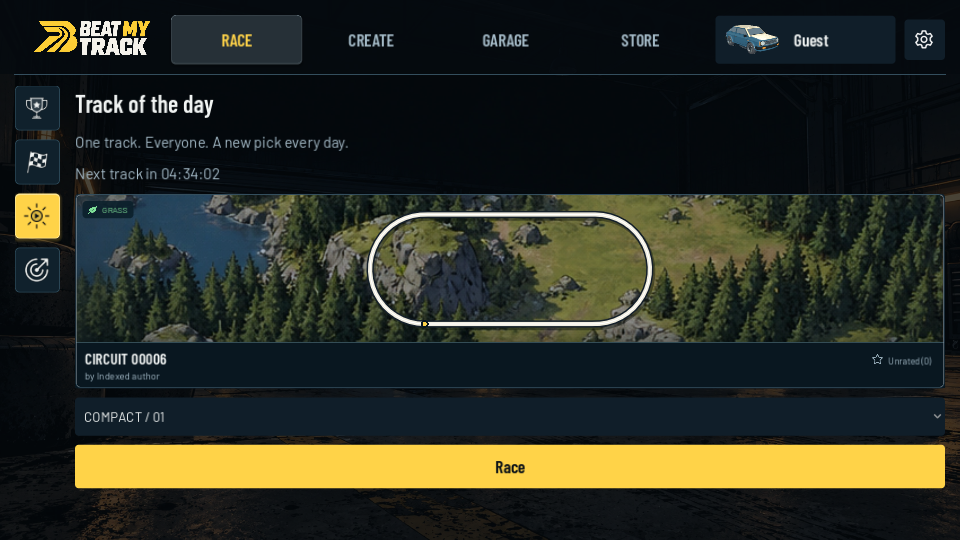 BEAT MY
TRACK
RACE
CREATE
GARAGE
STORE
Guest
Track of the day
One track. Everyone. A new pick every day.
Next track in 04:34:02
GRASS
CIRCUIT 00006
by Indexed author
Unrated (0)
COMPACT / 01
Race